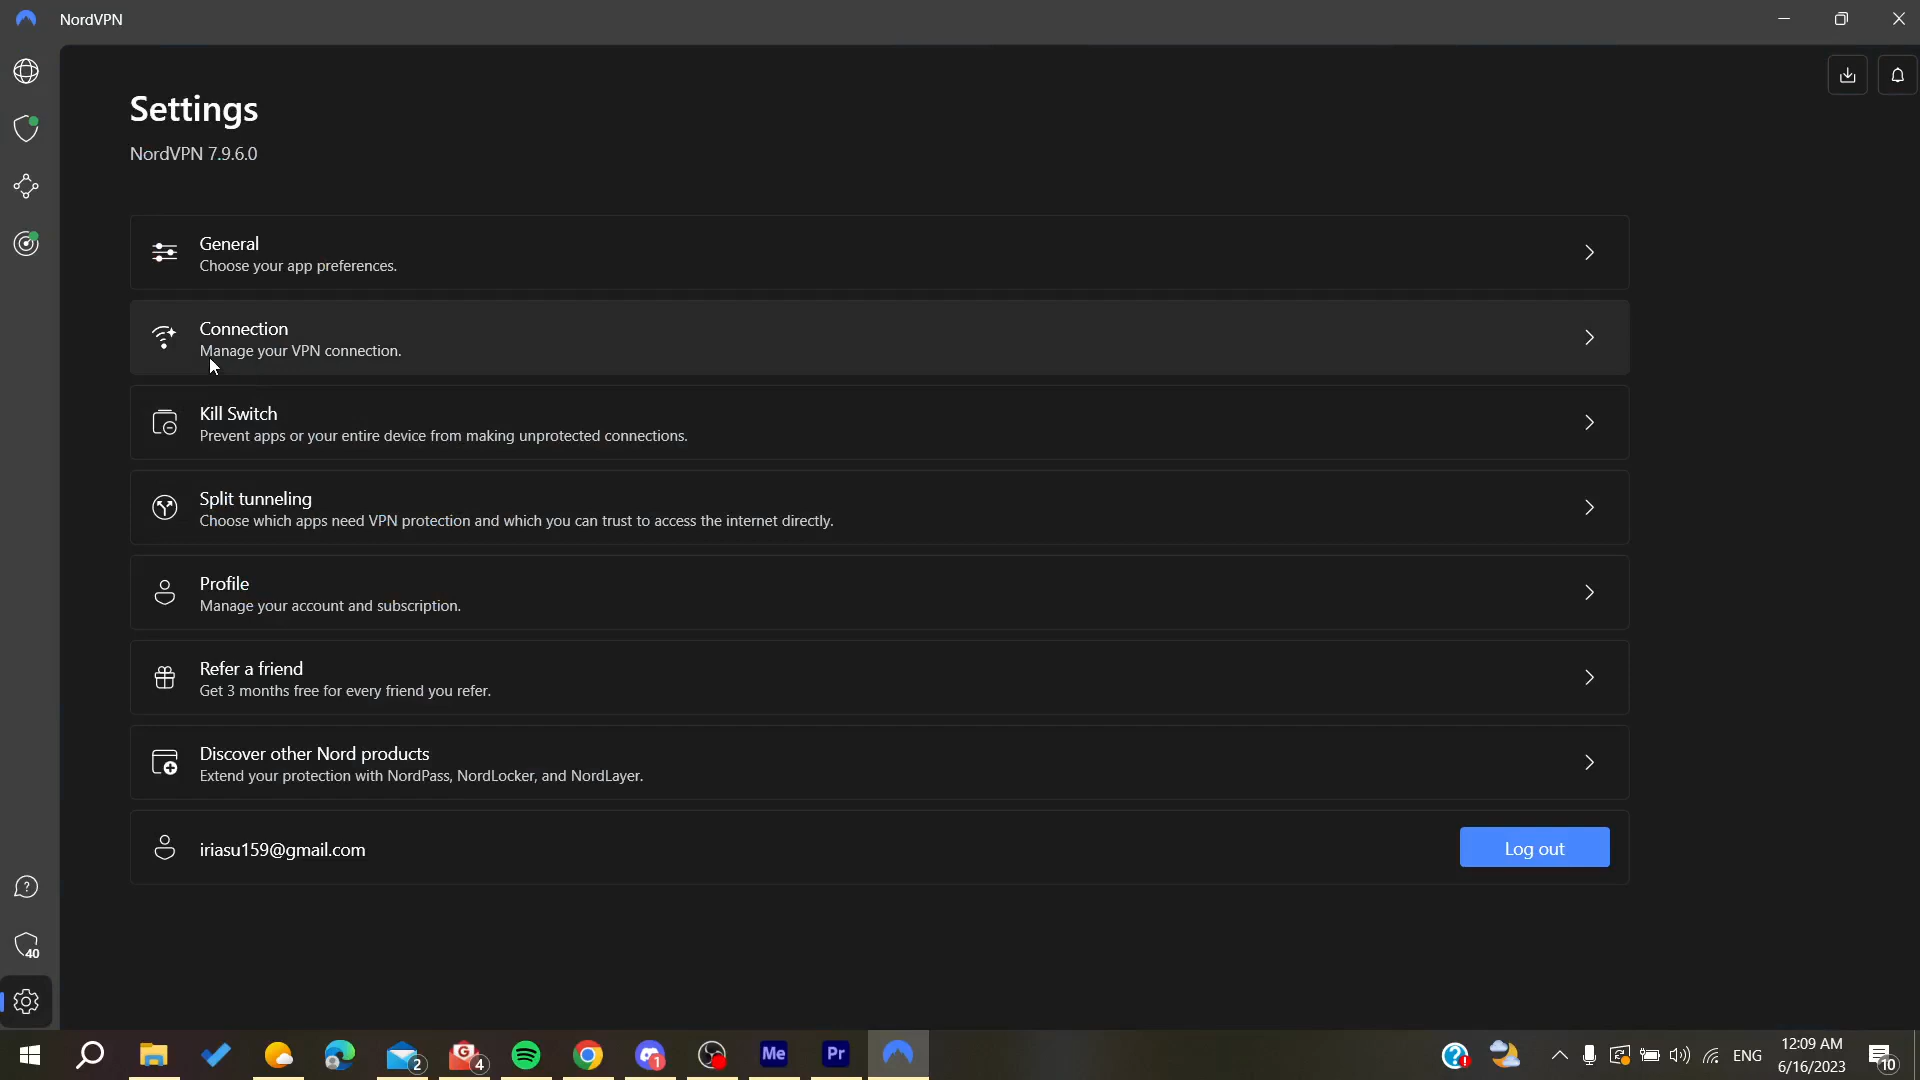 NordVPN
Settings
NordVPN 7.9.6.0
General
Choose your app preferences.
Connection
Manage your VPN connection.
Kill Switch
Prevent apps or your entire device from making unprotected connections.
Split tunneling
Choose which apps need VPN protection and which you can trust to access the internet directly.
Profile
Manage your account and subscription.
Refer a friend
Get 3 months free for every friend you refer.
Discover other Nord products
Extend your protection with NordPass, NordLocker, and NordLayer.
iriasu159@gmail.com
Log out
40
2
G
4
1
Me
Pr
ENG
12:09 AM
6/16/2023
10